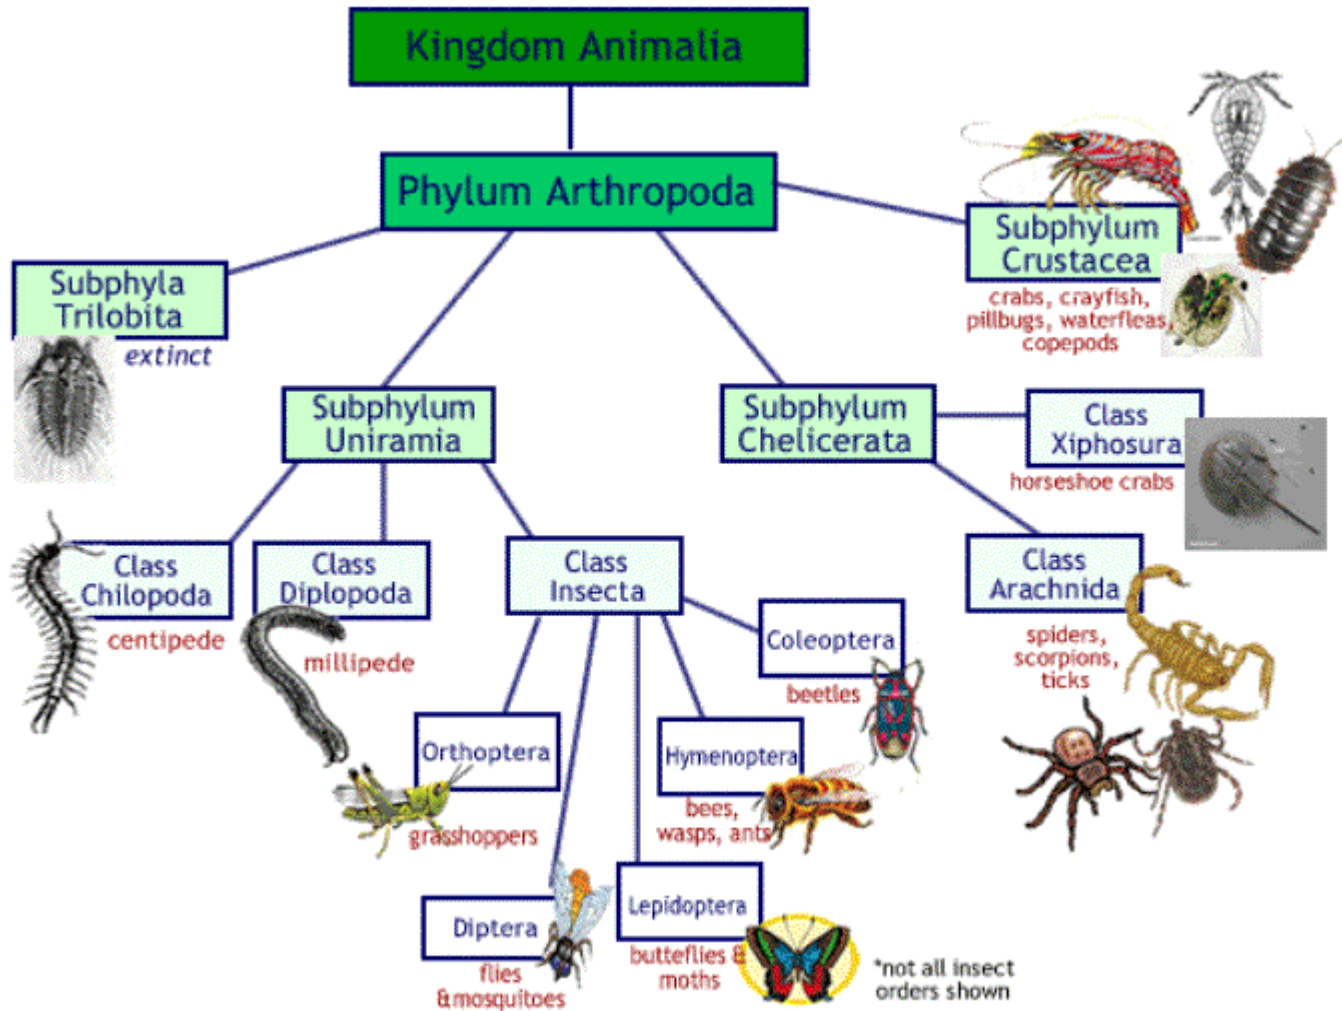 Kingdom Animalia
Phylum Arthropoda
Subphylum
Crustacea
crabs, crayfish,
pillbugs, waterfleas,
copepods
Subphyla
Trilobita
extinct
Subphylum
Uniramia
Subphylum
Chelicerata
Class
Xiphosura
horseshoe crabs
Class
Chilopoda
centipede
Class
Diplopoda
millipede
Class
Insecta
Class
Arachnida
spiders,
scorpions,
ticks
Coleoptera
beetles
Orthoptera
grasshoppers
Hymenoptera
bees,
wasps, ants
Diptera
flies
&mosquitoes
Lepidoptera
butteflies &
moths
*not all insect
orders shown